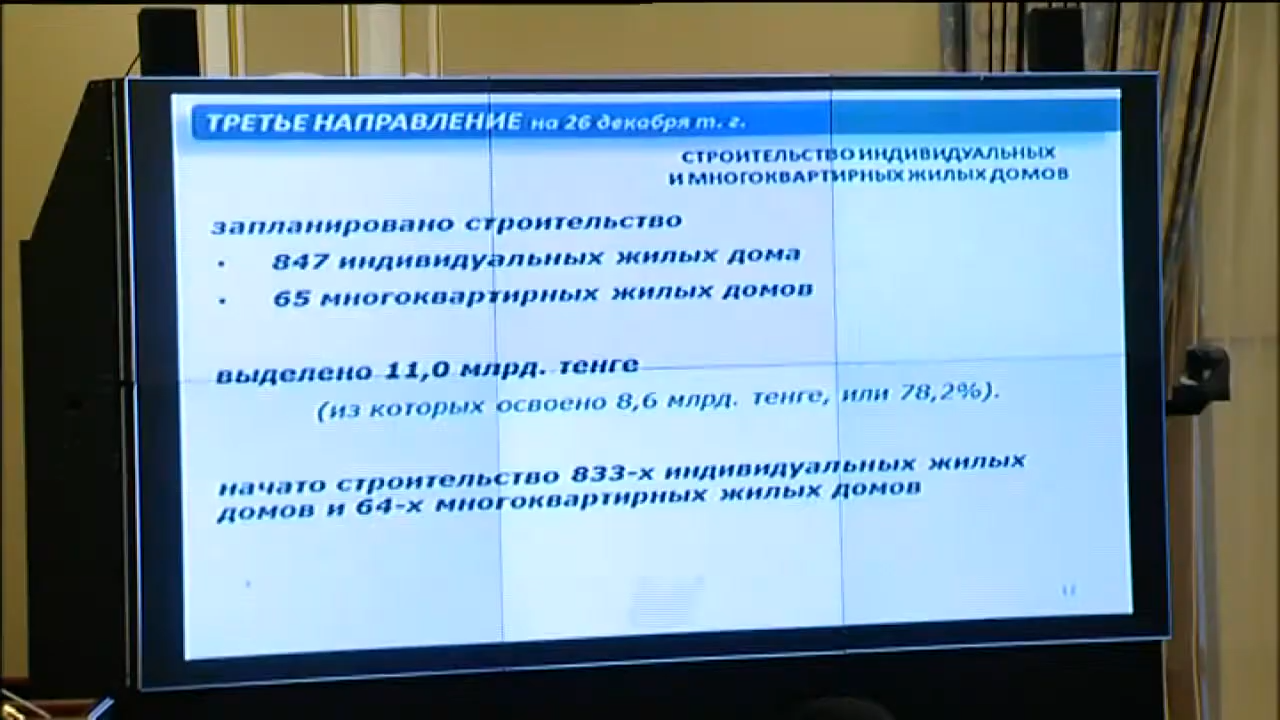 ТРЕТЬЕ НАПРАВЛЕНИЕ на 26 декабря т. г.
СТРОИТЕЛЬСТВО ИНДИВИДУАЛЬНЫХ
И МНОГОКВАРТИРНЫХ ЖИЛЫХ ДОМОВ
запланировано строительство
• 847 индивидуальных жилых дома
• 65 многоквартирных жилых домов
выделено 11,0 млрд. тенге
(из которых освоено 8,6 млрд. тенге, или 78,2%).
начато строительство 833-х индивидуальных жилых
домов и 64-х многоквартирных жилых домов